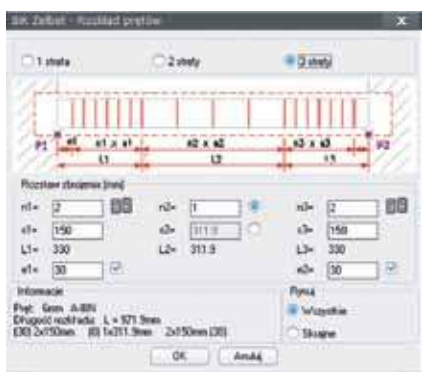 BiK Żelbet - Rozkład prętów
1 strefa
2 strefy
3 strefy
P1
e1
n1 x s1
n2 x s2
n3 x s3
P2
L1
L2
L3
Rozstaw zbrojenia [mm]
n1= 2
n2= 1
n3= 2
s1= 150
s2= 311.9
s3= 150
L1= 330
L2= 311.9
L3= 330
e1= 30
e2= 30
Informacje
Pręt: 6mm A-IIIN
Długość rozkładu: L = 971.9mm
(30) 2x150mm (0) 1x311.9mm 2x150mm (30)
Rysuj
Wszystkie
Skrajne
OK
Anuluj